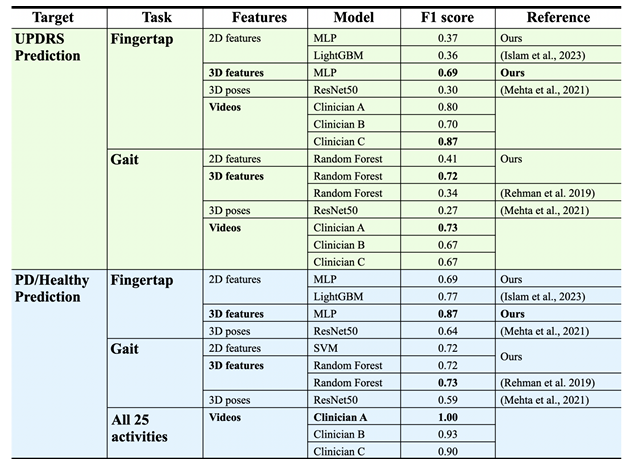 Target Task Features Model F1 score Reference
UPDRS Prediction Fingertap 2D features MLP 0.37 Ours
LightGBM 0.36 (Islam et al., 2023)
3D features MLP 0.69 Ours
3D poses ResNet50 0.30 (Mehta et al., 2021)
Videos Clinician A 0.80
Clinician B 0.70
Clinician C 0.87
Gait 2D features Random Forest 0.41 Ours
3D features Random Forest 0.72
Random Forest 0.34 (Rehman et al. 2019)
3D poses ResNet50 0.27 (Mehta et al., 2021)
Videos Clinician A 0.73
Clinician B 0.67
Clinician C 0.67
PD/Healthy Prediction Fingertap 2D features MLP 0.69 Ours
LightGBM 0.77 (Islam et al., 2023)
3D features MLP 0.87 Ours
3D poses ResNet50 0.64 (Mehta et al., 2021)
Gait 2D features SVM 0.72 Ours
3D features Random Forest 0.72
Random Forest 0.73 (Rehman et al. 2019)
3D poses ResNet50 0.59 (Mehta et al., 2021)
All 25 activities Videos Clinician A 1.00
Clinician B 0.93
Clinician C 0.90